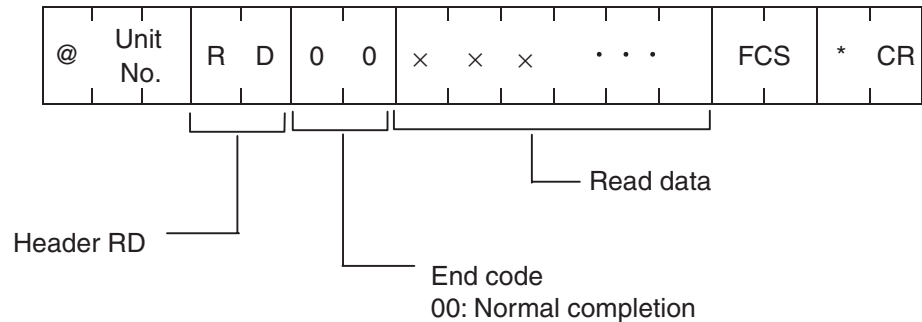 @ Unit No. R D 0 0 × × × · · · FCS * CR
Read data
Header RD
End code
00: Normal completion